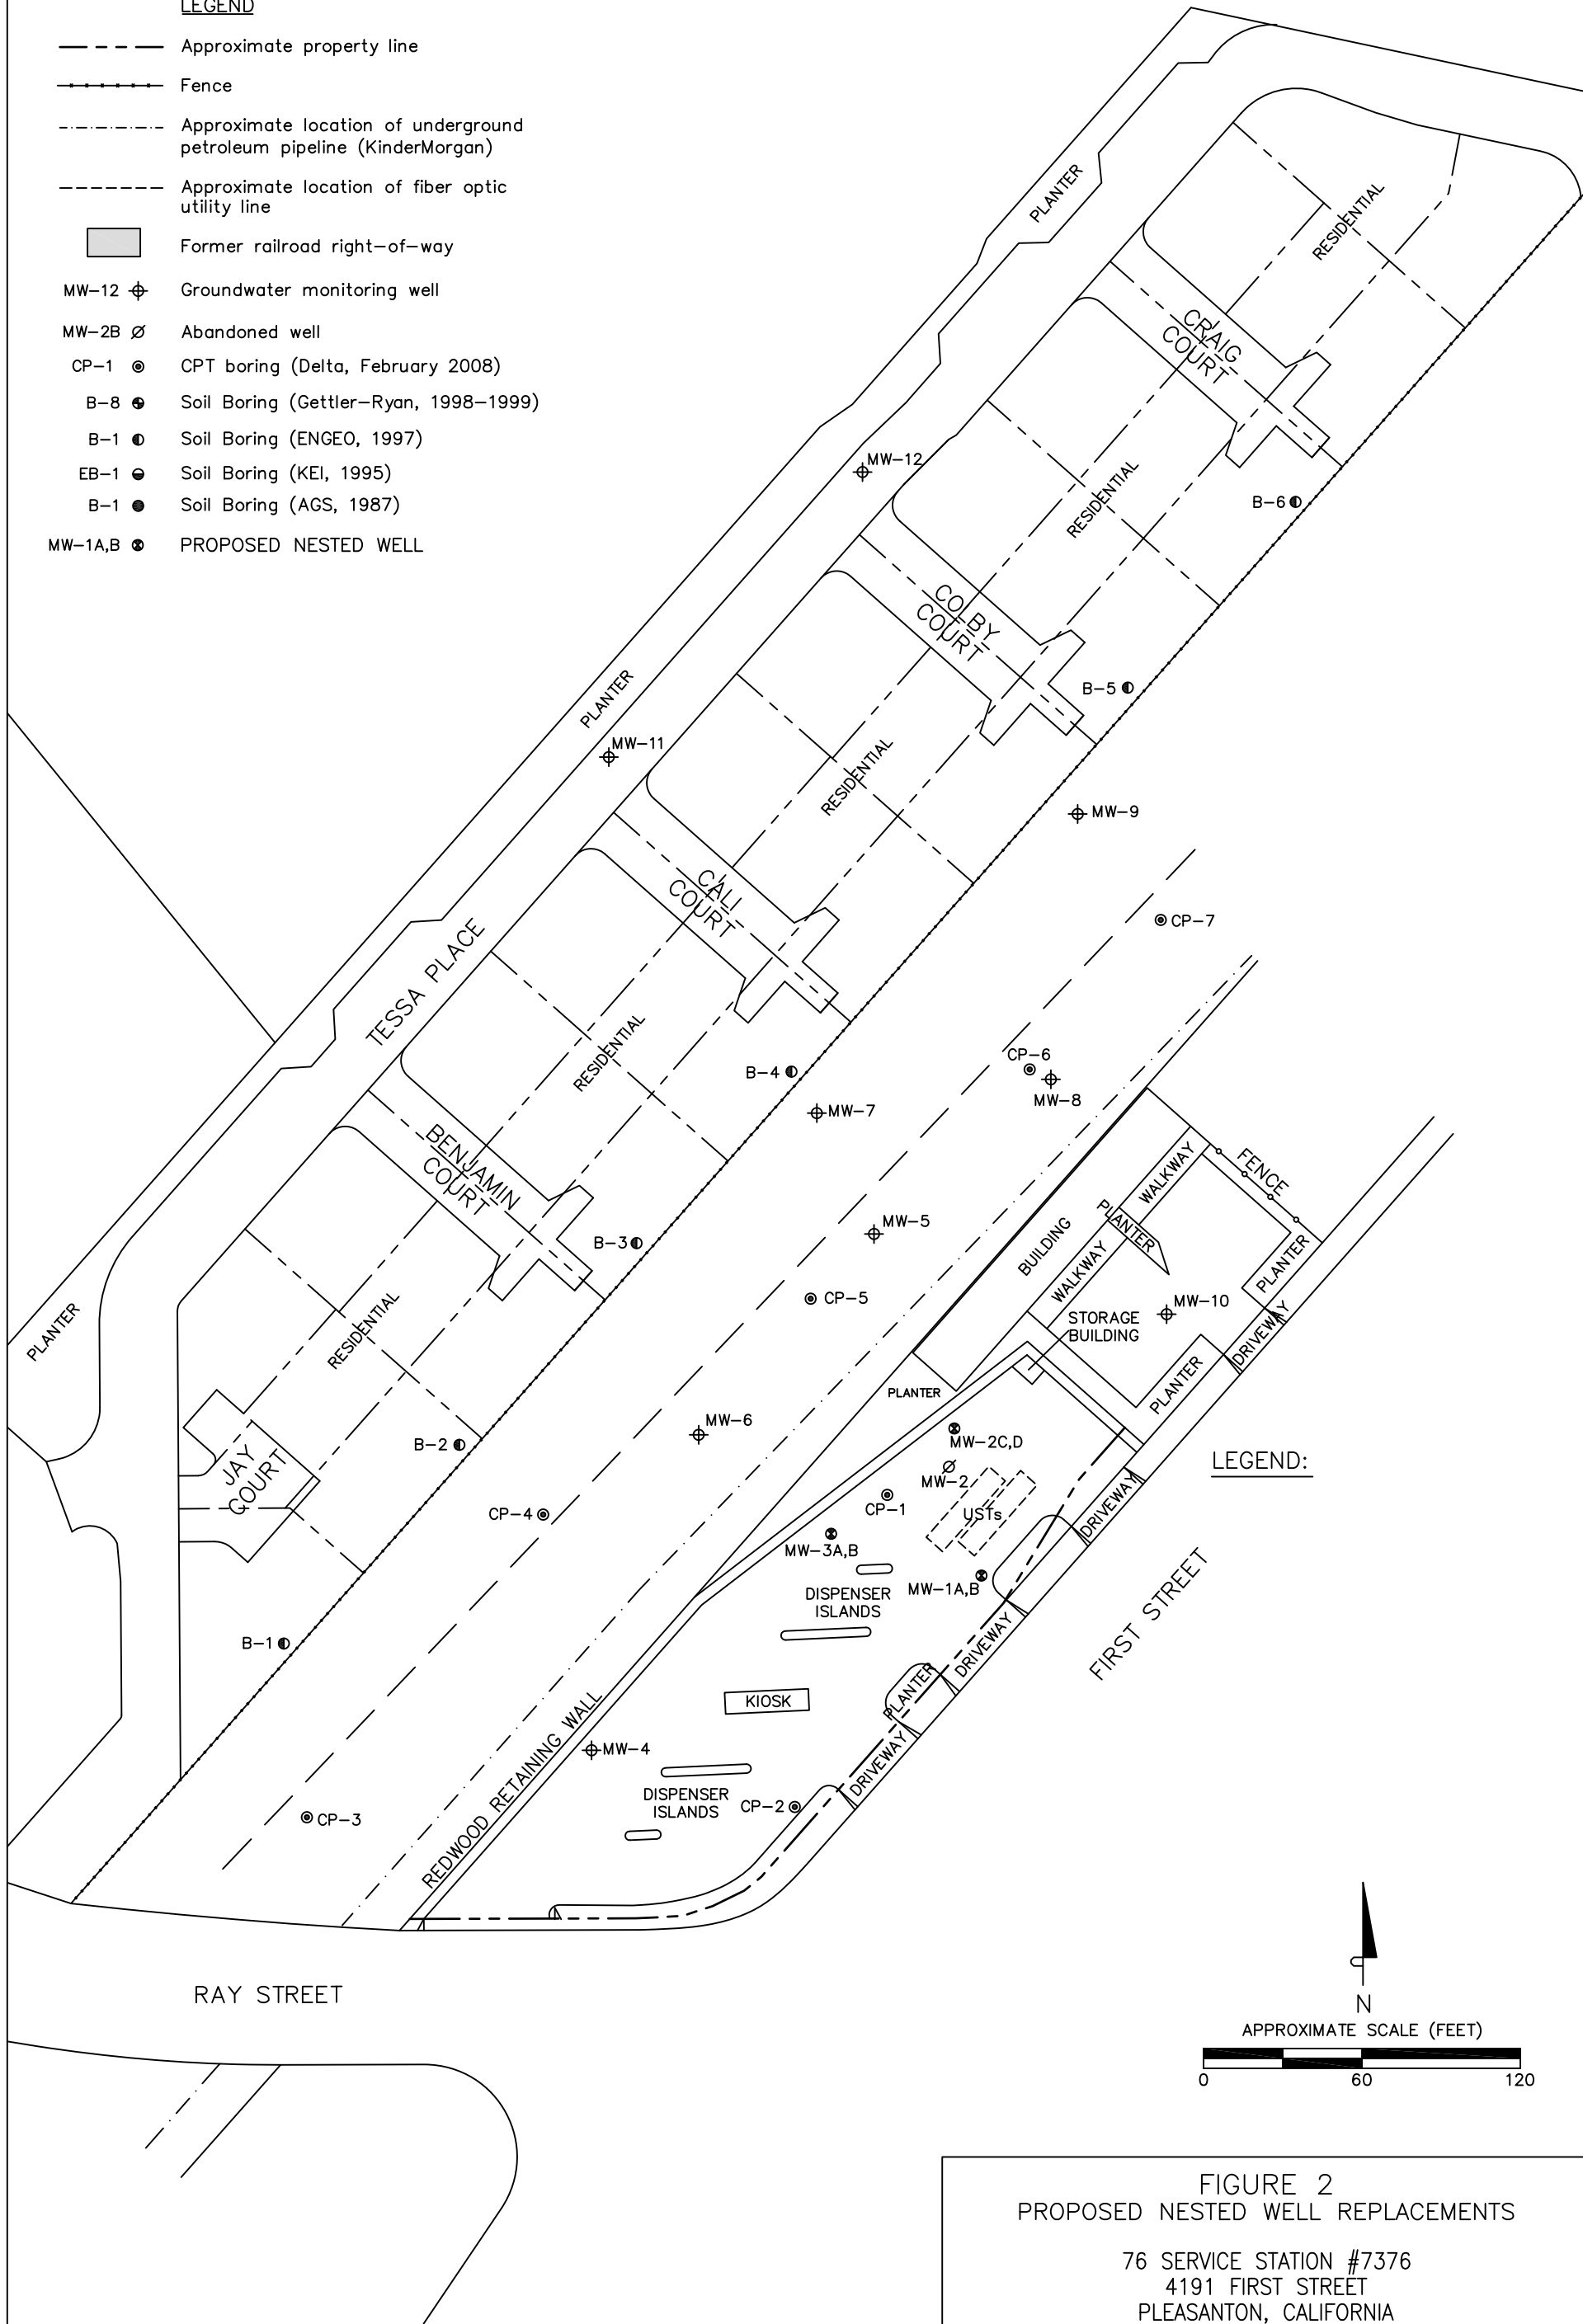 LEGEND
Approximate property line
Fence
Approximate location of underground
petroleum pipeline (KinderMorgan)
Approximate location of fiber optic
utility line
Former railroad right-of-way
MW-12 Groundwater monitoring well
MW-2B Abandoned well
CP-1 CPT boring (Delta, February 2008)
B-8 Soil Boring (Gettler-Ryan, 1998-1999)
B-1 Soil Boring (ENGEO, 1997)
EB-1 Soil Boring (KEI, 1995)
B-1 Soil Boring (AGS, 1987)
MW-1A,B PROPOSED NESTED WELL
PLANTER
RESIDENTIAL
CRAIG
COURT
MW-12
RESIDENTIAL
B-6
COLBY
COURT
PLANTER
B-5
MW-11
RESIDENTIAL
MW-9
CALI
COURT
CP-7
TESSA PLACE
RESIDENTIAL
CP-6
B-4
MW-8
MW-7
BENJAMIN
COURT
WALKWAY
FENCE
PLANTER
MW-5
B-3
BUILDING
WALKWAY
PLANTER
CP-5
MW-10
PLANTER
RESIDENTIAL
STORAGE
BUILDING
DRIVEWAY
PLANTER
PLANTER
MW-6
B-2
MW-2C,D
JAY
COURT
MW-2
LEGEND:
CP-1
USTs
DRIVEWAY
CP-4
MW-3A,B
MW-1A,B
DISPENSER
ISLANDS
FIRST STREET
B-1
DRIVEWAY
PLANTER
KIOSK
REDWOOD RETAINING WALL
MW-4
DRIVEWAY
DISPENSER
ISLANDS
CP-2
CP-3
RAY STREET
N
APPROXIMATE SCALE (FEET)
0 60 120
FIGURE 2
PROPOSED NESTED WELL REPLACEMENTS
76 SERVICE STATION #7376
4191 FIRST STREET
PLEASANTON, CALIFORNIA